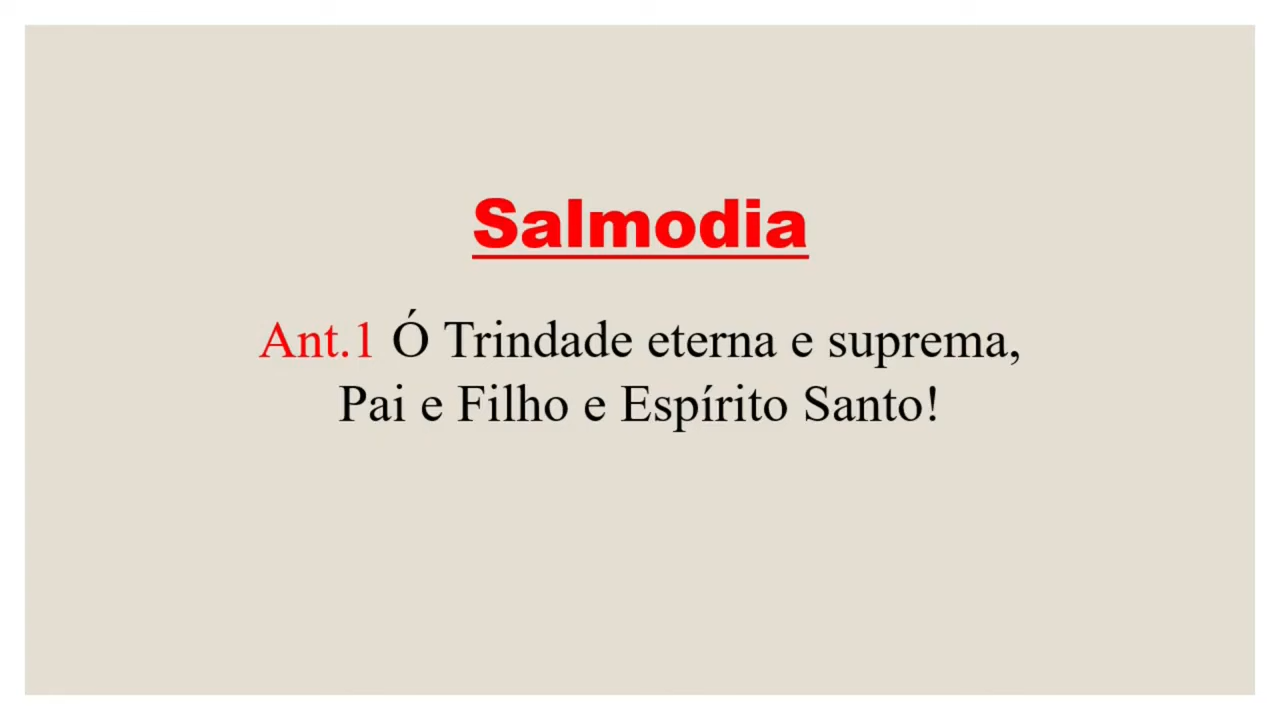 Salmodia
Ant.1 Ó Trindade eterna e suprema,
Pai e Filho e Espírito Santo!